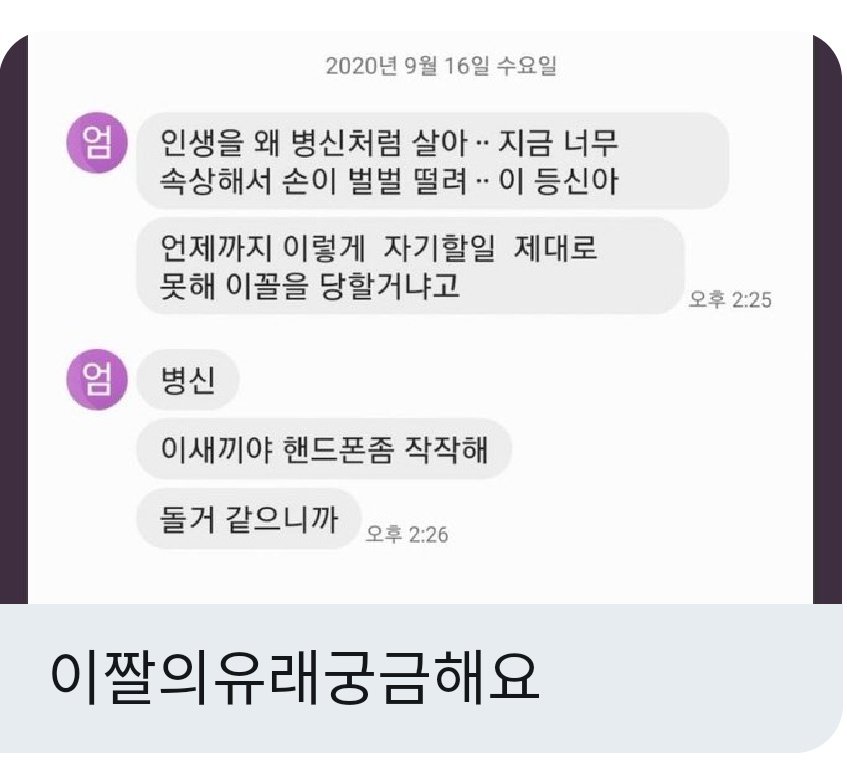 2020년 9월 16일 수요일
엄
인생을 왜 병신처럼 살아·· 지금 너무
속상해서 손이 벌벌 떨려·· 이 등신아
언제까지 이렇게 자기할일 제대로
못해 이꼴을 당할거냐고
오후 2:25
엄
병신
이새끼야 핸드폰좀 작작해
돌거 같으니까
오후 2:26
이짤의유래궁금해요